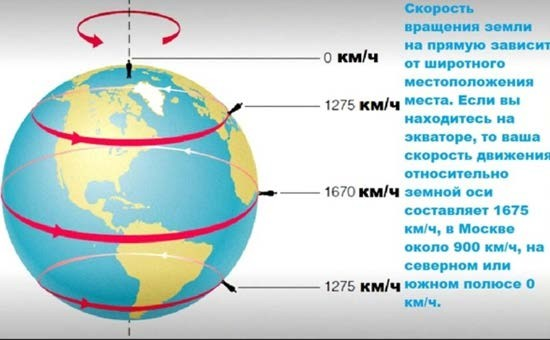 0 км/ч
1275 км/ч
1670 км/ч
1275 км/ч
Скорость
вращения земли
на прямую зависит
от широтного
местоположения
места. Если вы
находитесь на
экваторе, то ваша
скорость движения
относительно
земной оси
составляет 1675
км/ч, в Москве
около 900 км/ч, на
северном или
южном полюсе 0
км/ч.